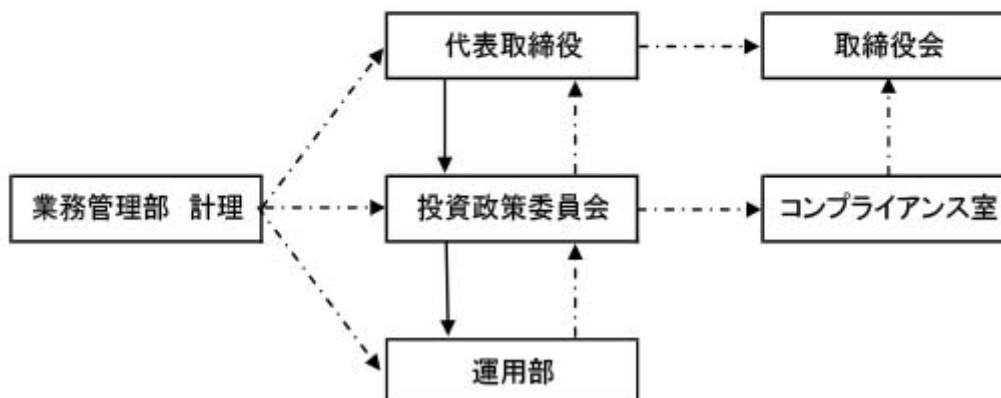 代表取締役
取締役会
業務管理部　計理
投資政策委員会
コンプライアンス室
運用部